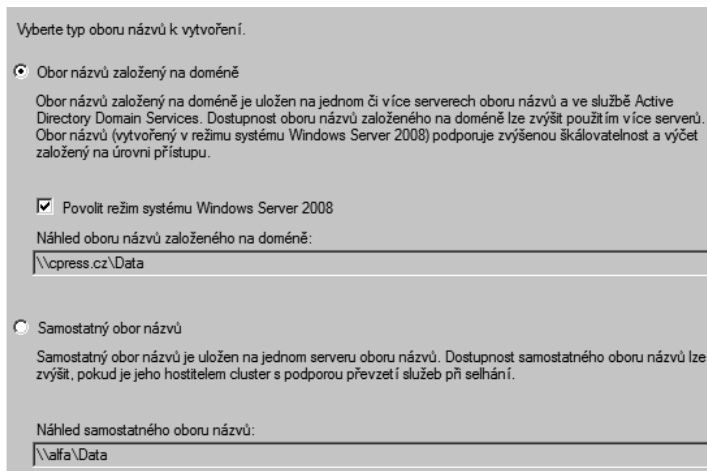 Vyberte typ oboru názvů k vytvoření.
Obor názvů založený na doméně
Obor názvů založený na doméně je uložen na jednom či více serverech oboru názvů a ve službě Active
Directory Domain Services. Dostupnost oboru názvů založeného na doméně lze zvýšit použitím více serverů.
Obor názvů (vytvořený v režimu systému Windows Server 2008) podporuje zvýšenou škálovatelnost a výčet
založený na úrovni přístupu.
Povolit režim systému Windows Server 2008
Náhled oboru názvů založeného na doméně:
\\cpress.cz\Data
Samostatný obor názvů
Samostatný obor názvů je uložen na jednom serveru oboru názvů. Dostupnost samostatného oboru názvů lze
zvýšit, pokud je jeho hostitelem cluster s podporou převzetí služeb při selhání.
Náhled samostatného oboru názvů:
\\alfa\Data